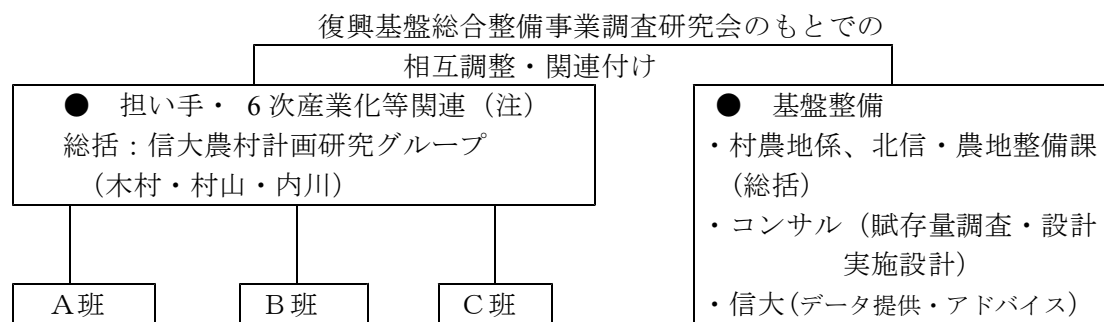 復興基盤総合整備事業調査研究会のもとでの
相互調整・関連付け
● 担い手・ 6次産業化等関連（注）
総括：信大農村計画研究グループ
（木村・村山・内川）
A班
B班
C班
● 基盤整備
・村農地係、北信・農地整備課
（総括）
・コンサル（賦存量調査・設計
実施設計）
・信大(データ提供・アドバイス）